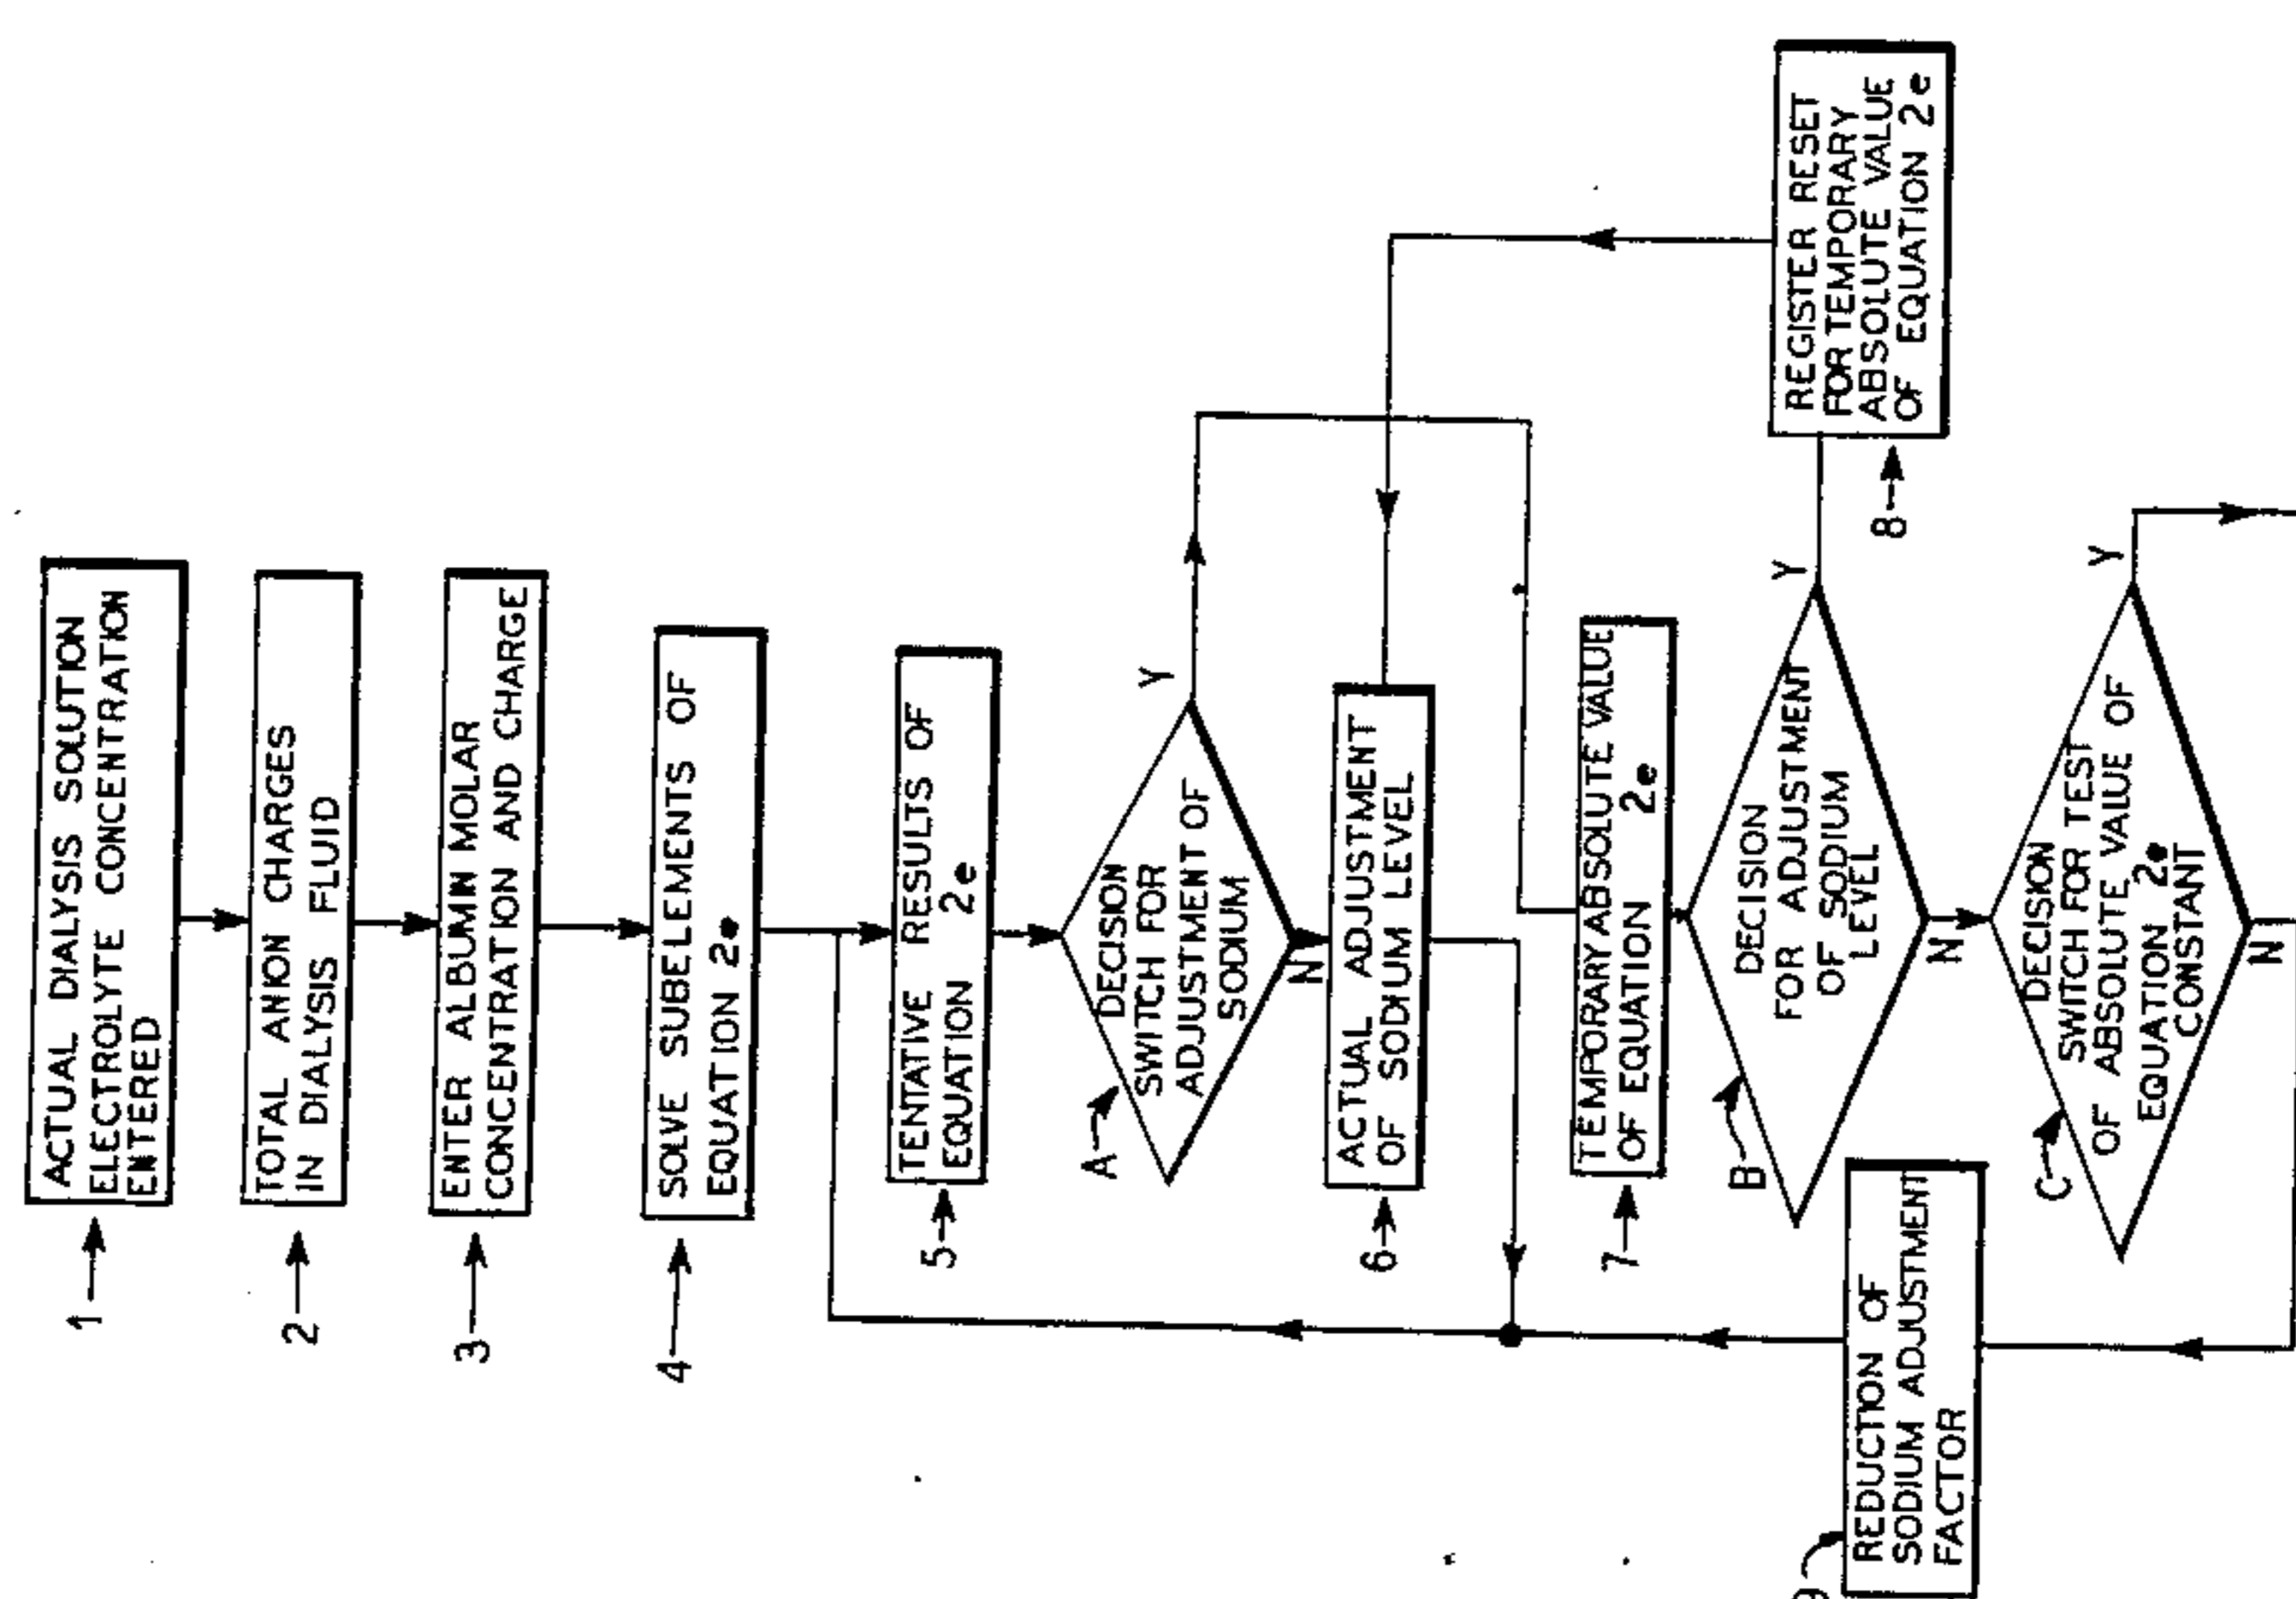 1
ACTUAL DIALYSIS SOLUTION
ELECTROLYTE CONCENTRATION
ENTERED
2
TOTAL ANION CHARGES
IN DIALYSIS FLUID
3
ENTER ALBUMIN MOLAR
CONCENTRATION AND CHARGE
4
SOLVE SUBELEMENTS OF
EQUATION 2e
5
TENTATIVE RESULTS OF
EQUATION 2e
A
DECISION
SWITCH FOR
ADJUSTMENT OF
SODIUM
Y
N
6
ACTUAL ADJUSTMENT
OF SODIUM LEVEL
7
TEMPORARY ABSOLUTE VALUE
OF EQUATION 2e
B
DECISION
FOR ADJUSTMENT
OF SODIUM
LEVEL
Y
N
8
REGISTER RESET
FOR TEMPORARY
ABSOLUTE VALUE
OF EQUATION 2e
C
DECISION
SWITCH FOR TEST
OF ABSOLUTE VALUE OF
EQUATION 2e
CONSTANT
Y
N
REDUCTION OF
SODIUM ADJUSTMENT
FACTOR